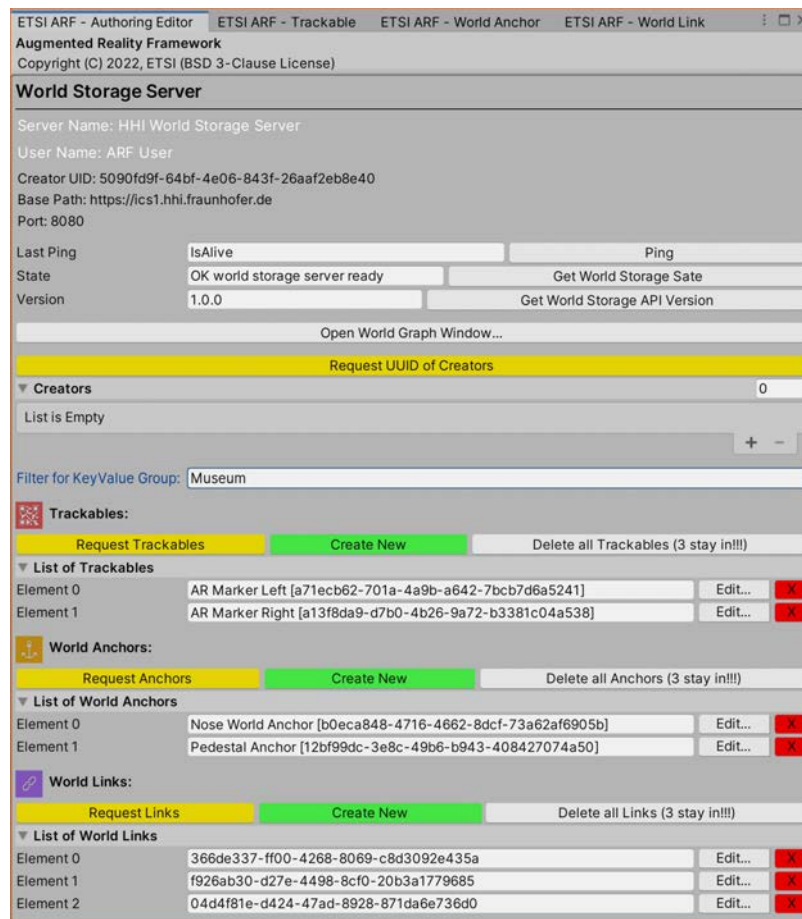 ETSI ARF - Authoring Editor ETSI ARF - Trackable ETSI ARF - World Anchor ETSI ARF - World Link
Augmented Reality Framework
Copyright (C) 2022, ETSI (BSD 3-Clause License)
World Storage Server
Server Name: HHI World Storage Server
User Name: ARF User
Creator UID: 5090fd9f-64bf-4e06-843f-26aaf2eb8e40
Base Path: https://ics1.hhi.fraunhofer.de
Port: 8080
Last Ping IsAlive Ping
State OK world storage server ready Get World Storage Sate
Version 1.0.0 Get World Storage API Version
Open World Graph Window...
Request UUID of Creators
Creators 0
List is Empty
+ −
Filter for KeyValue Group: Museum
Trackables:
Request Trackables Create New Delete all Trackables (3 stay in!!!)
List of Trackables
Element 0 AR Marker Left [a71ecb62-701a-4a9b-a642-7bcb7d6a5241] Edit... X
Element 1 AR Marker Right [a13f8da9-d7b0-4b26-9a72-b3381c04a538] Edit... X
World Anchors:
Request Anchors Create New Delete all Anchors (3 stay in!!!)
List of World Anchors
Element 0 Nose World Anchor [b0eca848-4716-4662-8dcf-73a62af6905b] Edit... X
Element 1 Pedestal Anchor [12bf99dc-3e8c-49b6-b943-408427074a50] Edit... X
World Links:
Request Links Create New Delete all Links (3 stay in!!!)
List of World Links
Element 0 366de337-ff00-4268-8069-c8d3092e435a Edit... X
Element 1 f926ab30-d27e-4498-8cf0-20b3a1779685 Edit... X
Element 2 04d4f81e-d424-47ad-8928-871da6e736d0 Edit... X